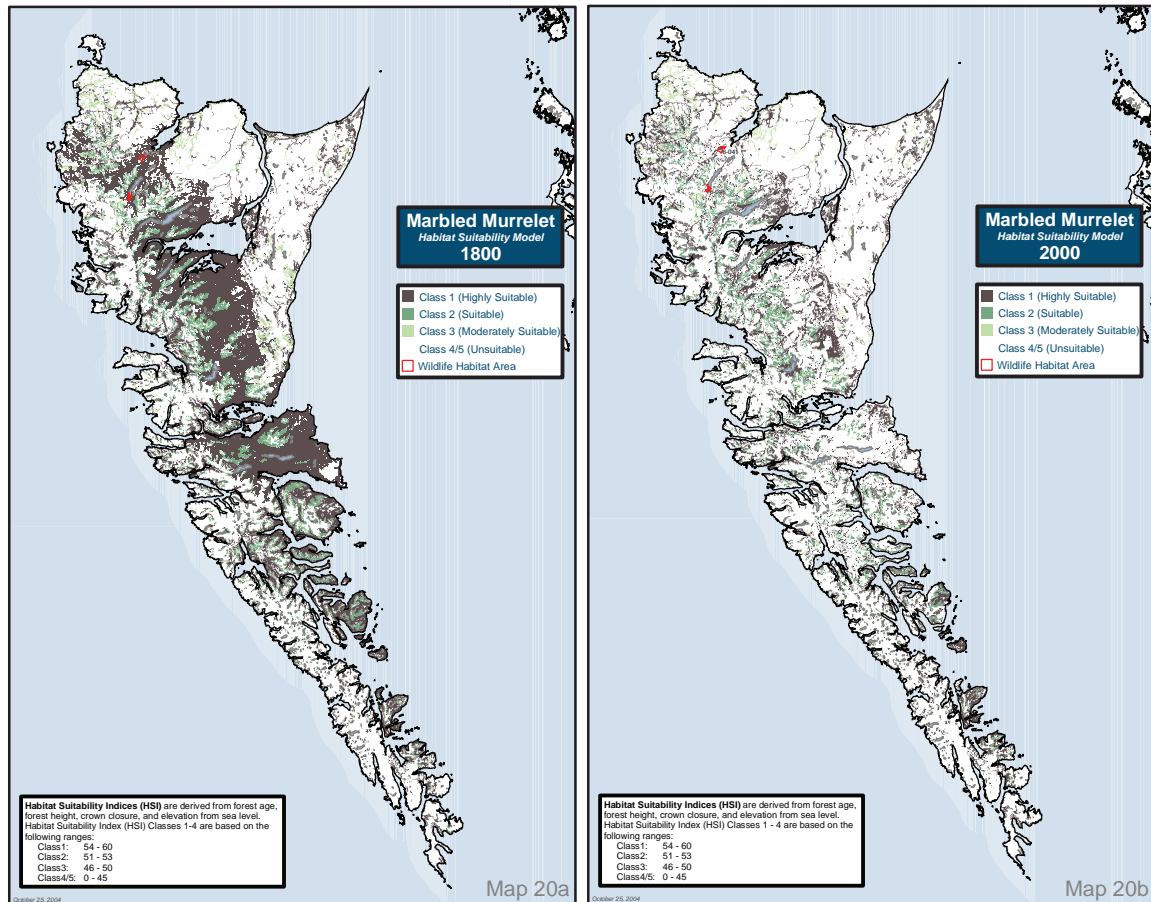 Marbled Murrelet
Habitat Suitability Model
1800
Class 1 (Highly Suitable)
Class 2 (Suitable)
Class 3 (Moderately Suitable)
Class 4/5 (Unsuitable)
Wildlife Habitat Area
Habitat Suitability Indices (HSI) are derived from forest age,
forest height, crown closure, and elevation from sea level.
Habitat Suitability Index (HSI) Classes 1-4 are based on the
following ranges:
Class1: 54 - 60
Class2: 51 - 53
Class3: 46 - 50
Class4/5: 0 - 45
October 25, 2004
Map 20a
Marbled Murrelet
Habitat Suitability Model
2000
Class 1 (Highly Suitable)
Class 2 (Suitable)
Class 3 (Moderately Suitable)
Class 4/5 (Unsuitable)
Wildlife Habitat Area
Habitat Suitability Indices (HSI) are derived from forest age,
forest height, crown closure, and elevation from sea level.
Habitat Suitability Index (HSI) Classes 1 - 4 are based on the
following ranges:
Class1: 54 - 60
Class2: 51 - 53
Class3: 46 - 50
Class4/5: 0 - 45
October 25, 2004
Map 20b